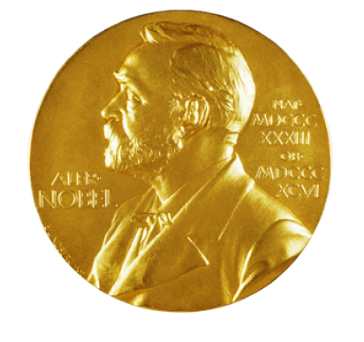 ALFR·
NOBEL
NAT·
MDCCC
XXXIII
OB·
MDCCC
XCVI